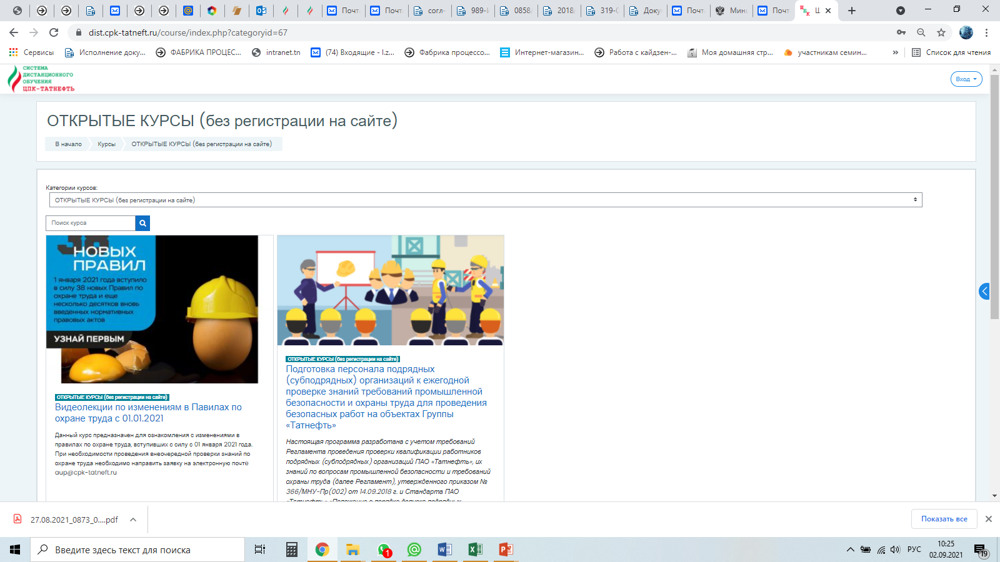 Почт
Почт
согл-
989-И
0858/
2018/
319-О
Доку
Почт
Мини
Почт
Ц
dist.cpk-tatneft.ru/course/index.php?categoryid=67
Сервисы
Исполнение доку...
ФАБРИКА ПРОЦЕС...
intranet.tn
(74) Входящие - l.z...
Фабрика процессо...
Интернет-магазин...
Работа с кайдзен-...
Моя домашняя стр...
участникам семин...
»
Список для чтения
СИСТЕМА
ДИСТАНЦИОННОГО
ОБУЧЕНИЯ
ЦПК-ТАТНЕФТЬ
Вход
ОТКРЫТЫЕ КУРСЫ (без регистрации на сайте)
В начало
Курсы
ОТКРЫТЫЕ КУРСЫ (без регистрации на сайте)
Категории курсов:
ОТКРЫТЫЕ КУРСЫ (без регистрации на сайте)
Поиск курса
38
НОВЫХ
ПРАВИЛ
1 января 2021 года вступило
в силу 38 новых Правил по
охране труда и еще
несколько десятков вновь
введенных нормативных
правовых актов
УЗНАЙ ПЕРВЫМ
ОТКРЫТЫЕ КУРСЫ (без регистрации на сайте)
Видеолекции по изменениям в Павилах по
охране труда с 01.01.2021
Данный курс предназначен для ознакомления с изменениями в
правилах по охране труда, вступивших с силу с 01 января 2021 года.
При необходимости проведения внеочередной проверки знаний по
охране труда необходимо направить заявку на электронную почте
aup@cpk-tatneft.ru
ОТКРЫТЫЕ КУРСЫ (без регистрации на сайте)
Подготовка персонала подрядных
(субподрядных) организаций к ежегодной
проверке знаний требований промышленной
безопасности и охраны труда для проведения
безопасных работ на объектах Группы
«Татнефть»
Настоящая программа разработана с учетом требований
Регламента проведения проверки квалификации работников
подрядных (субподрядных) организаций ПАО «Татнефть», их
знаний по вопросам промышленной безопасности и требований
охраны труда (далее Регламент), утвержденного приказом №
366/МНУ-Пр(002) от 14.09.2018 г. и Стандарта ПАО
«Татнефть» «Положение о порядке допуска подрядных
27.08.2021_0873_0....pdf
Показать все
Введите здесь текст для поиска
1
РУС
10:25
02.09.2021
19